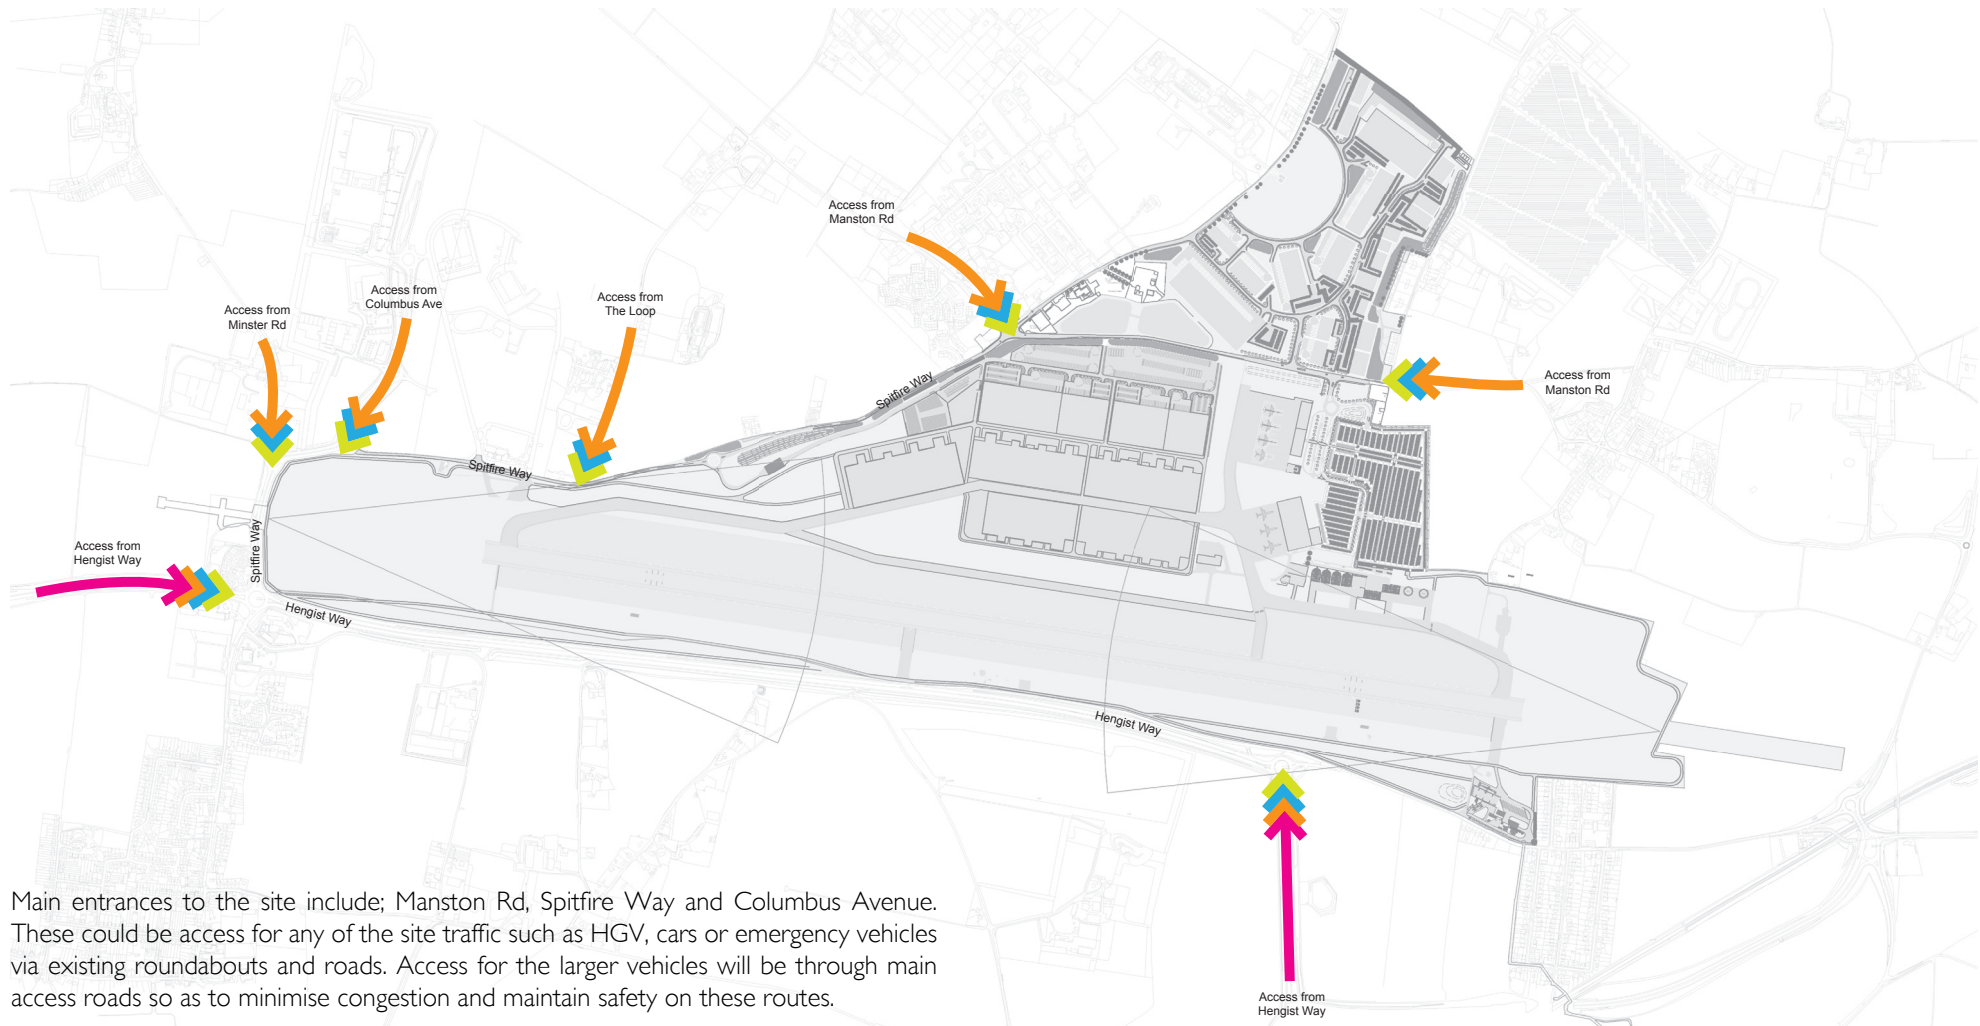 Access from
Manston Rd
Access from
Columbus Ave
Access from
The Loop
Access from
Minster Rd
Access from
Manston Rd
Spitfire Way
Spitfire Way
Spitfire Way
Access from
Hengist Way
Hengist Way
Hengist Way
Main entrances to the site include; Manston Rd, Spitfire Way and Columbus Avenue.
These could be access for any of the site traffic such as HGV, cars or emergency vehicles
via existing roundabouts and roads. Access for the larger vehicles will be through main
access roads so as to minimise congestion and maintain safety on these routes.
Access from
Hengist Way